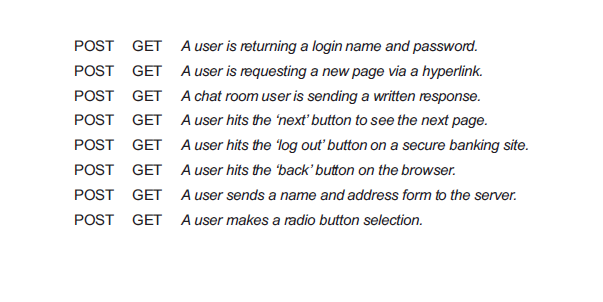 POST GET A user is returning a login name and password.
POST GET A user is requesting a new page via a hyperlink.
POST GET A chat room user is sending a written response.
POST GET A user hits the ‘next’ button to see the next page.
POST GET A user hits the ‘log out’ button on a secure banking site.
POST GET A user hits the ‘back’ button on the browser.
POST GET A user sends a name and address form to the server.
POST GET A user makes a radio button selection.